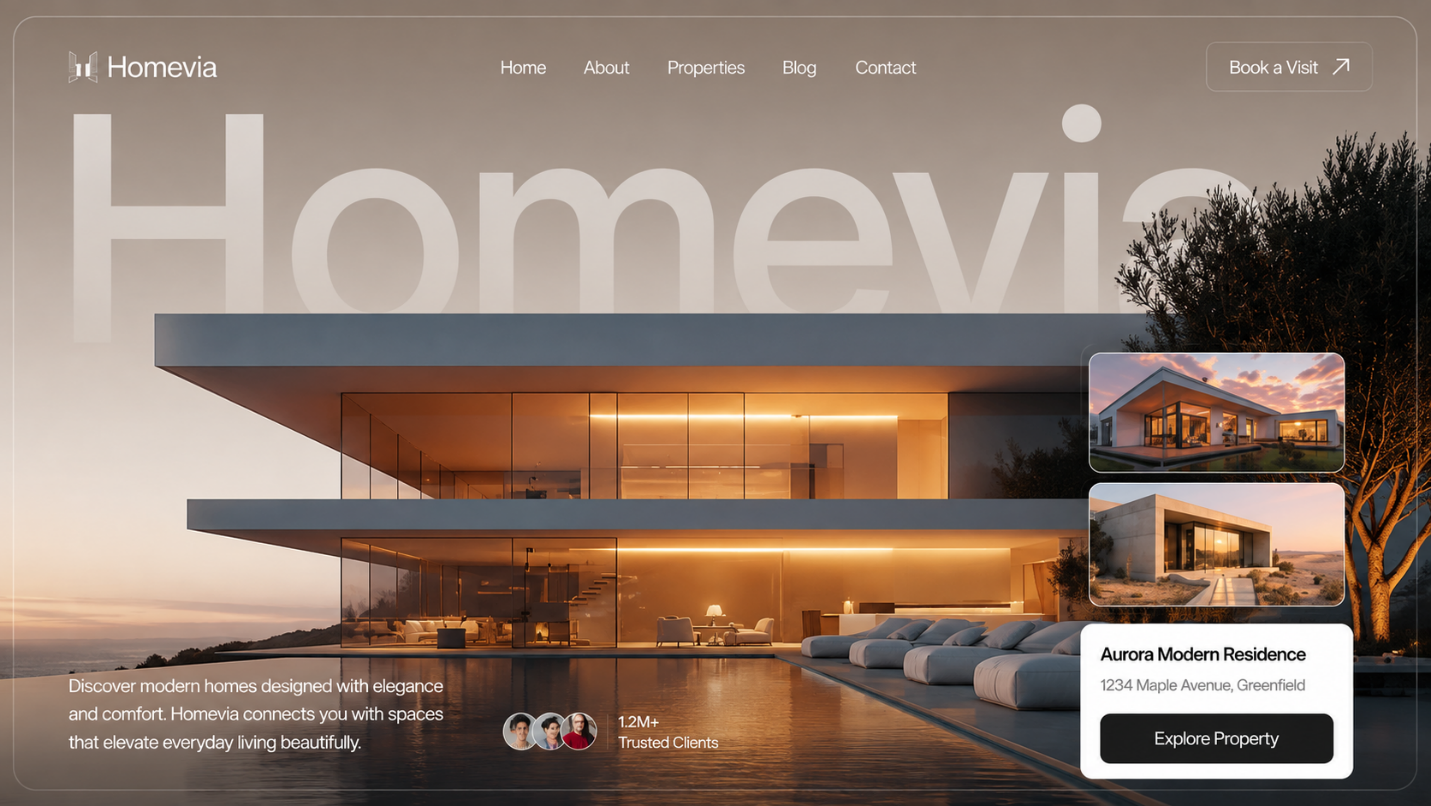 Homevia
Home
About
Properties
Blog
Contact
Book a Visit
Homevia
Aurora Modern Residence
1234 Maple Avenue, Greenfield
Explore Property
Discover modern homes designed with elegance
and comfort. Homevia connects you with spaces
that elevate everyday living beautifully.
1.2M+
Trusted Clients